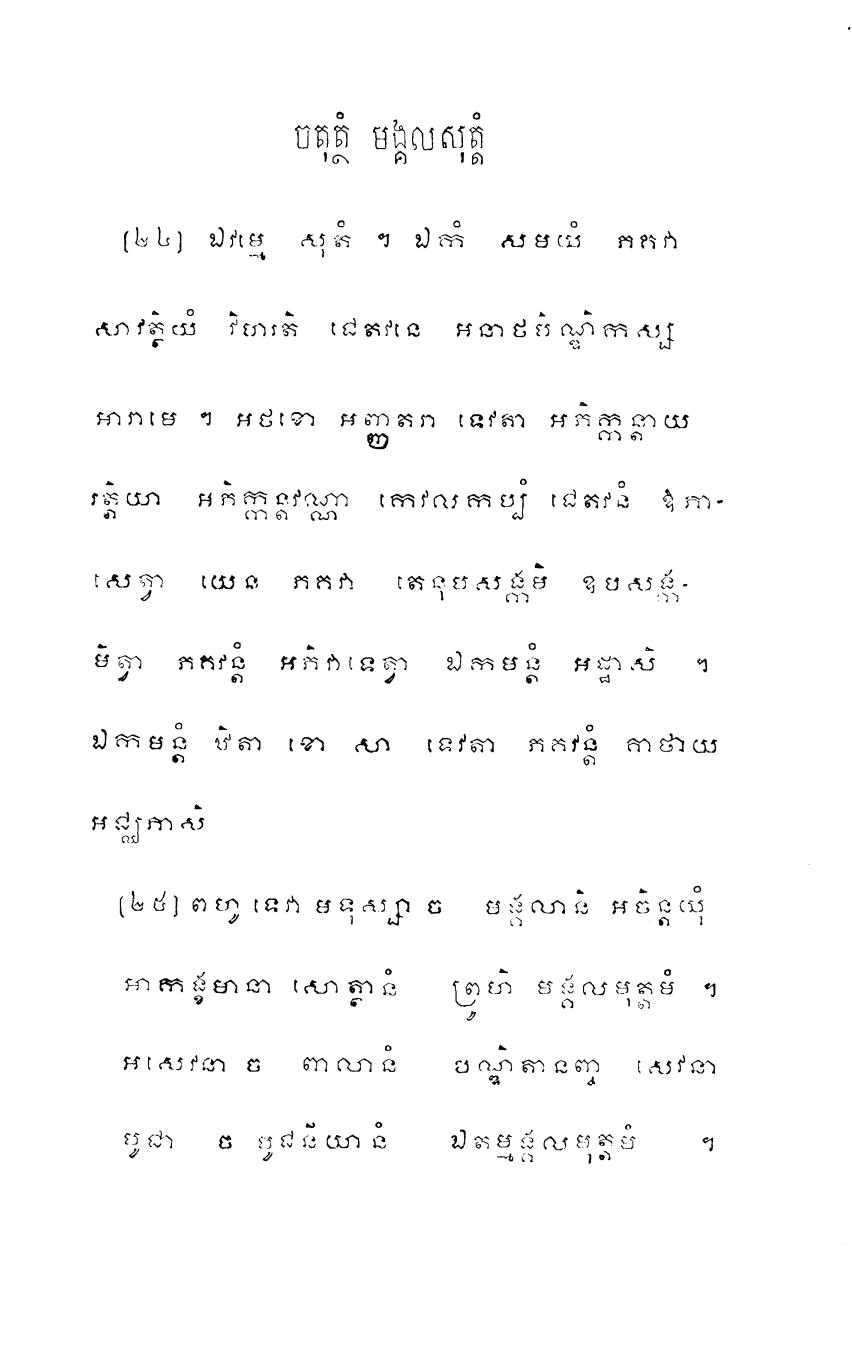 ចតុត្ថំ មង្គលសុត្តំ
(២៤) ឯវម្មេ សុតំ ។ ឯកំ សមយំ ភគវា
សាវត្ថិយំ វិហរតិ ជេតវនេ អនាថបិណ្ឌិកស្ស
អារាមេ ។ អថខោ អញ្ញតរា ទេវតា អភិក្កន្តាយ
រត្តិយា អភិក្កន្តវណ្ណា កេវលកប្បំ ជេតវនំ ឱភា-
សេត្វា យេន ភគវា តេនុបសង្កមិ ឧបសង្ក-
មិត្វា ភគវន្តំ អភិវាទេត្វា ឯកមន្តំ អដ្ឋាសិ ។
ឯកមន្តំ ឋិតា ខោ សា ទេវតា ភគវន្តំ គាថាយ
អជ្ឈភាសិ
(២៥) ពហូ ទេវា មនុស្សា ច មង្គលានិ អចិន្តយុំ
អាកង្ខមានា សោត្ថានំ ព្រូហិ មង្គលមុត្តមំ ។
អសេវនា ច ពាលានំ បណ្ឌិតានញ្ច សេវនា
បូជា ច បូជនីយានំ ឯតម្មង្គលមុត្តមំ ។